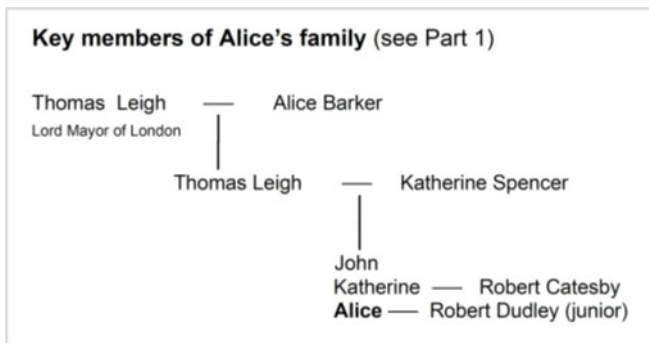 Key members of Alice's family (see Part 1)
Thomas Leigh — Alice Barker
Lord Mayor of London
Thomas Leigh — Katherine Spencer
John
Katherine — Robert Catesby
Alice — Robert Dudley (junior)